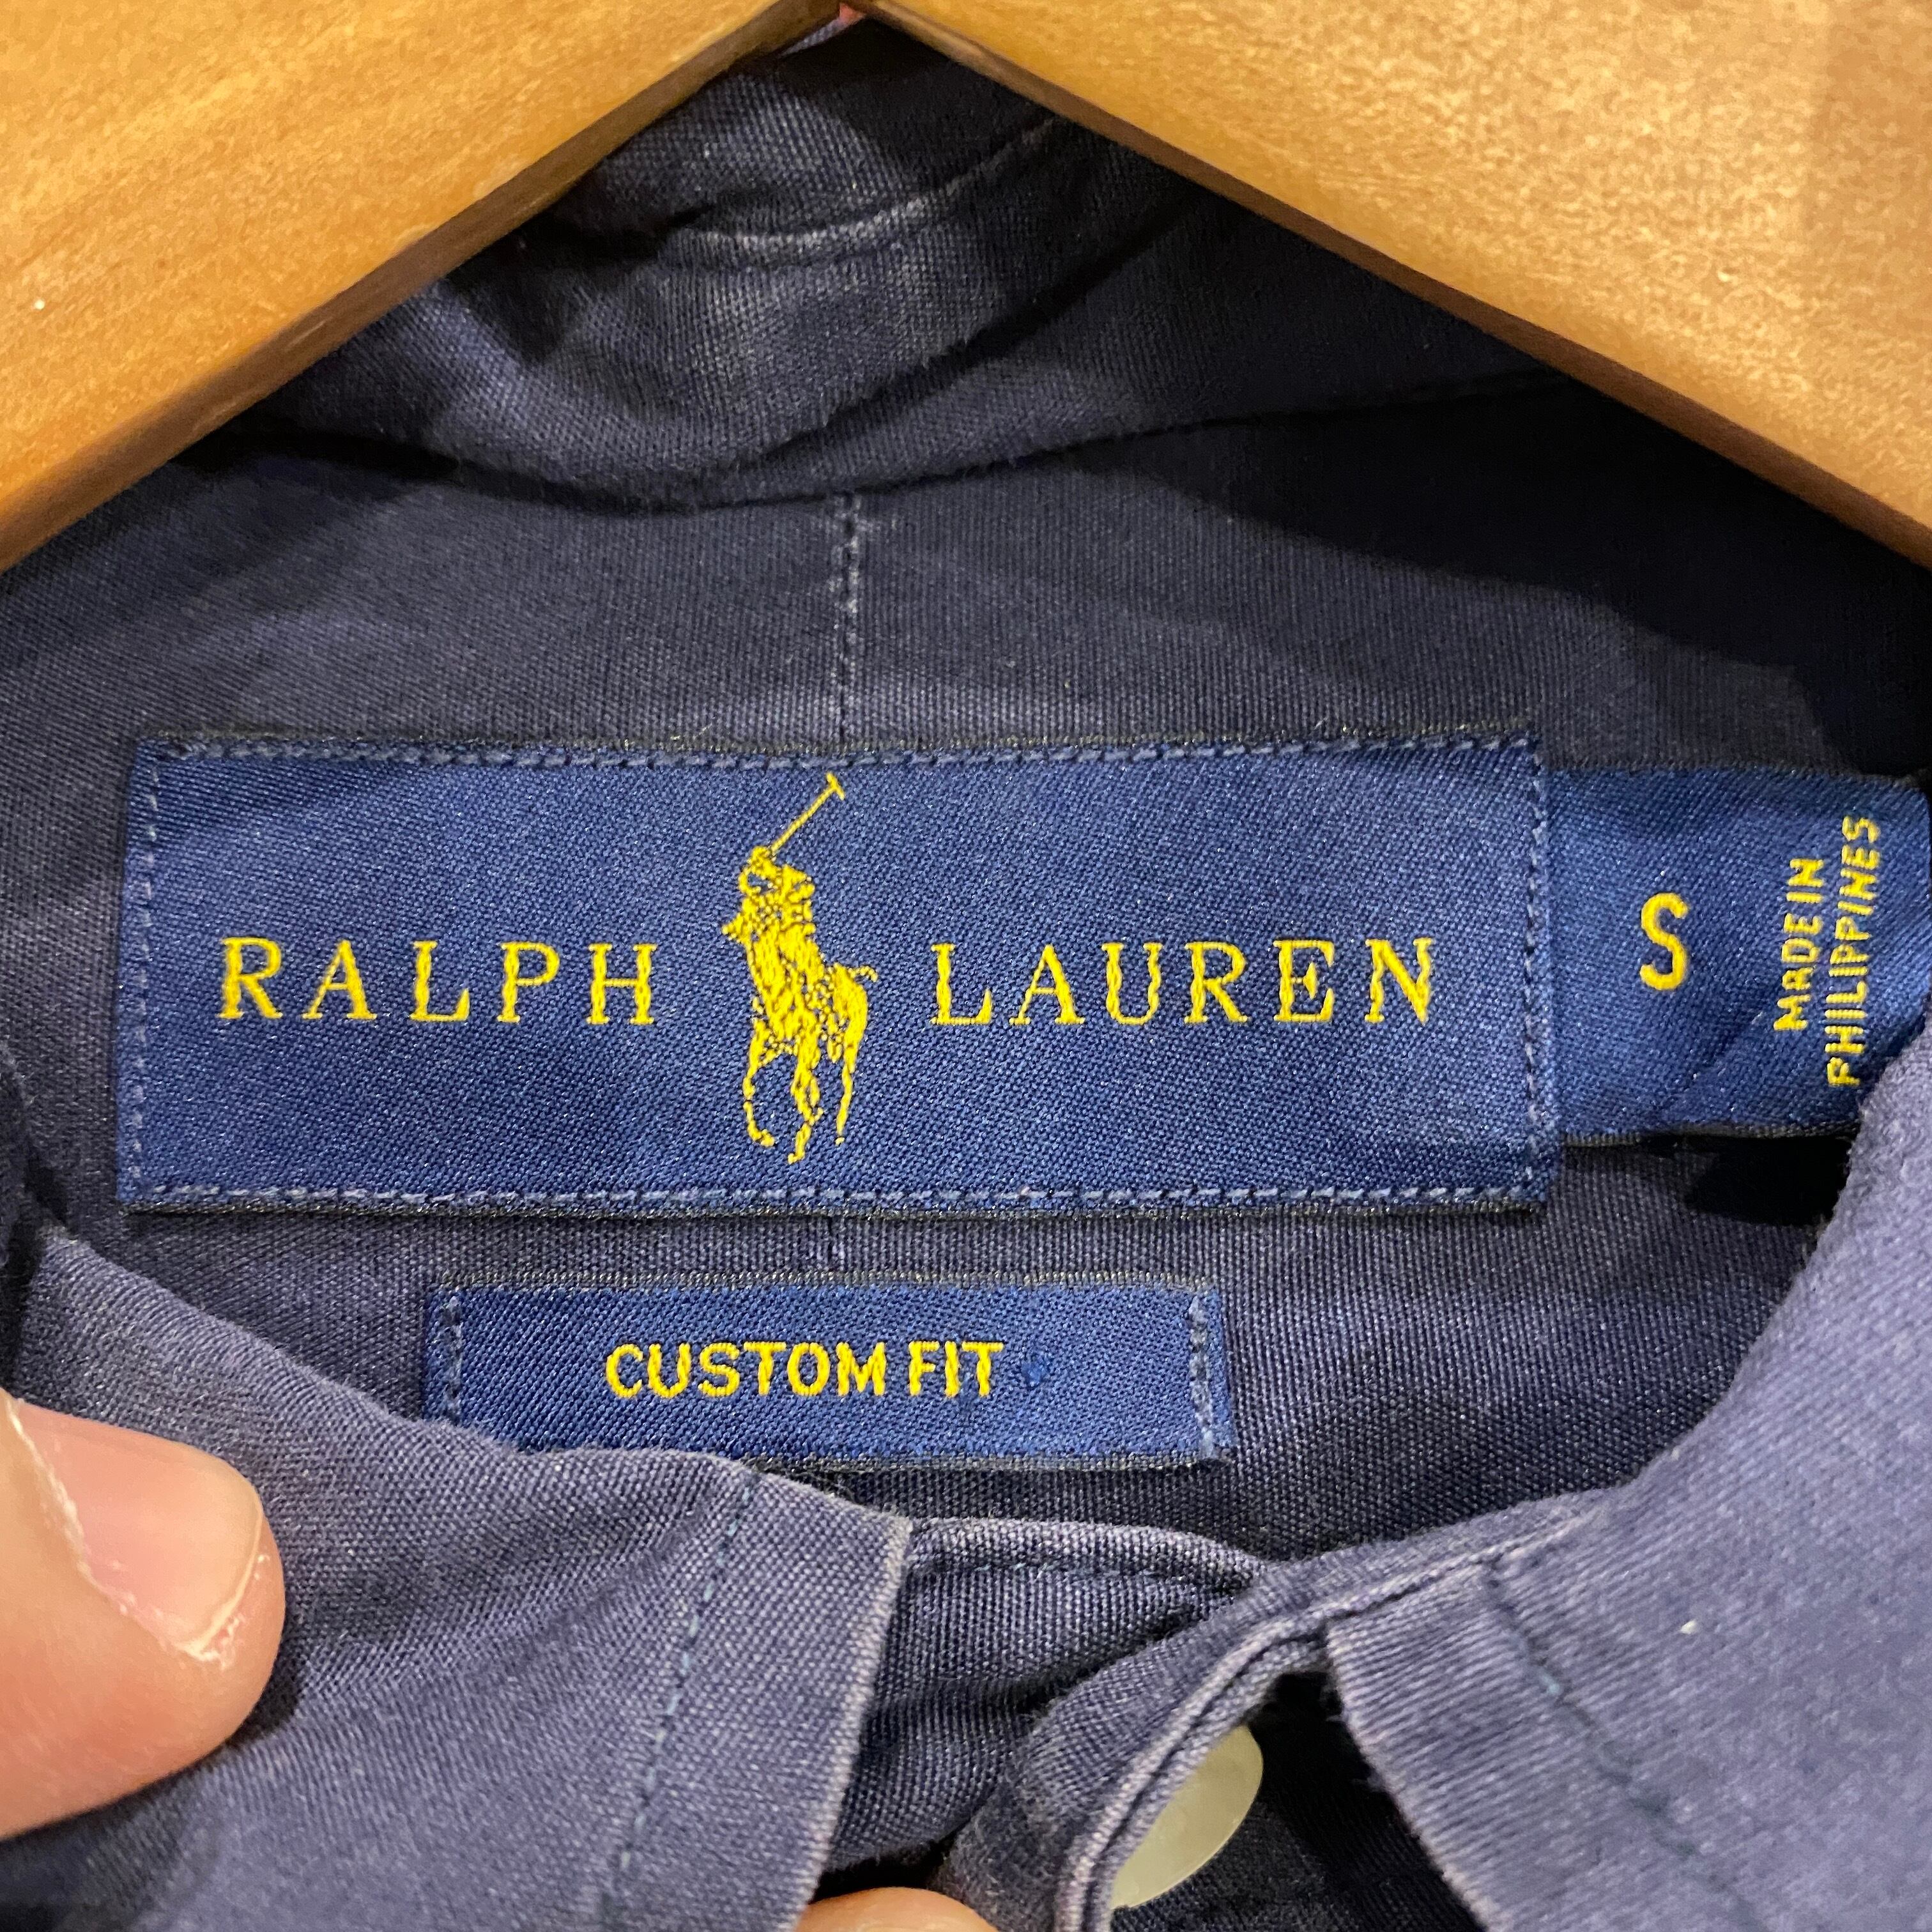 RALPH LAUREN
S
MADE IN
PHILIPPINES
CUSTOM FIT